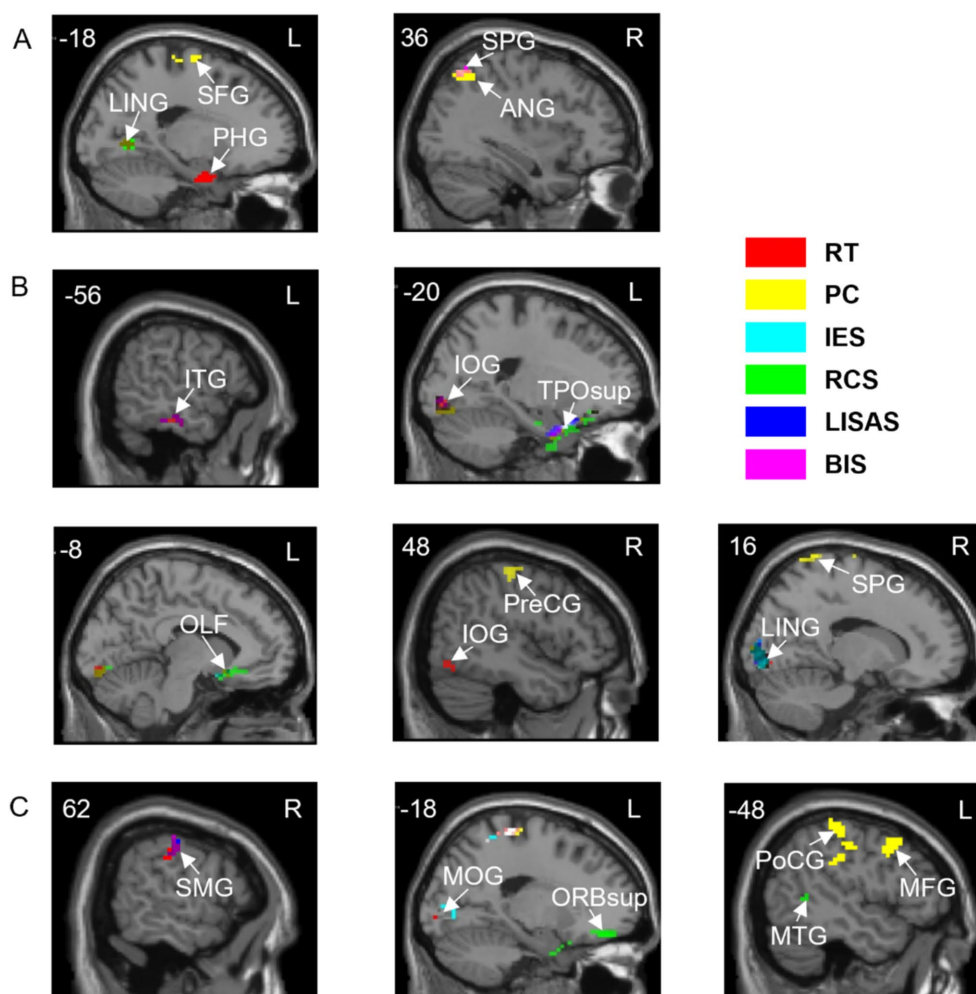 A
-18
L
SFG
LING
PHG
36
R
SPG
ANG
RT
PC
IES
RCS
LISAS
BIS
B
-56
L
ITG
-20
L
IOG
TPOsup
-8
L
OLF
48
R
PreCG
IOG
16
R
SPG
LING
C
62
R
SMG
-18
L
MOG
ORBsup
-48
L
PoCG
MFG
MTG